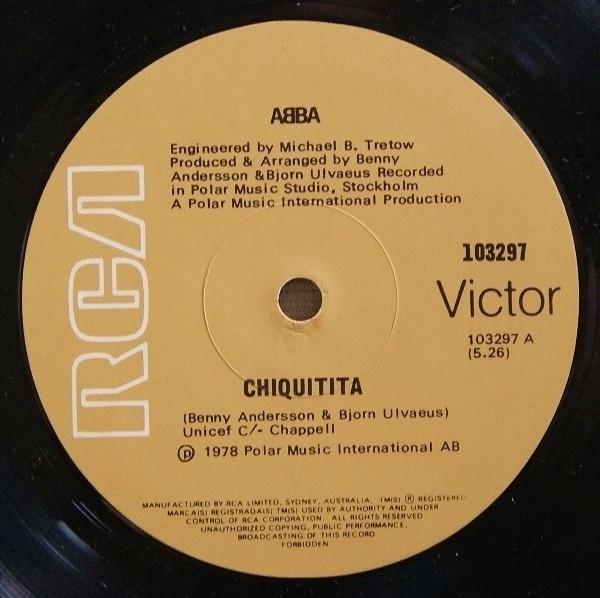 ABBA
Engineered by Michael B. Tretow
Produced & Arranged by Benny
Andersson &Bjorn Ulvaeus Recorded
in Polar Music Studio, Stockholm
A Polar Music International Production
RCA
103297
Victor
103297 A
(5.26)
CHIQUITITA
(Benny Andersson & Bjorn Ulvaeus)
Unicef C/- Chappell
℗ 1978 Polar Music International AB
MANUFACTURED BY RCA LIMITED, SYDNEY, AUSTRALIA. TM(S) ® REGISTERED
MARCA(S) REGISTRADA(S) TM(S) USED BY AUTHORITY AND UNDER
CONTROL OF RCA CORPORATION. ALL RIGHTS RESERVED
UNAUTHORIZED COPYING, PUBLIC PERFORMANCE,
BROADCASTING OF THIS RECORD
FORBIDDEN